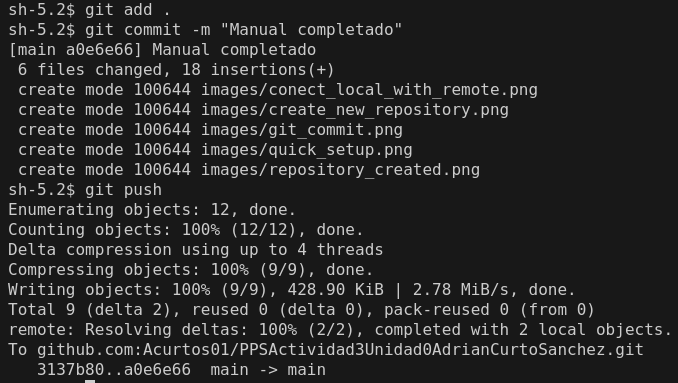 sh-5.2$ git add .
sh-5.2$ git commit -m "Manual completado"
[main a0e6e66] Manual completado
 6 files changed, 18 insertions(+)
 create mode 100644 images/conect_local_with_remote.png
 create mode 100644 images/create_new_repository.png
 create mode 100644 images/git_commit.png
 create mode 100644 images/quick_setup.png
 create mode 100644 images/repository_created.png
sh-5.2$ git push
Enumerating objects: 12, done.
Counting objects: 100% (12/12), done.
Delta compression using up to 4 threads
Compressing objects: 100% (9/9), done.
Writing objects: 100% (9/9), 428.90 KiB | 2.78 MiB/s, done.
Total 9 (delta 2), reused 0 (delta 0), pack-reused 0 (from 0)
remote: Resolving deltas: 100% (2/2), completed with 2 local objects.
To github.com:Acurtos01/PPSActividad3Unidad0AdrianCurtoSanchez.git
   3137b80..a0e6e66  main -> main